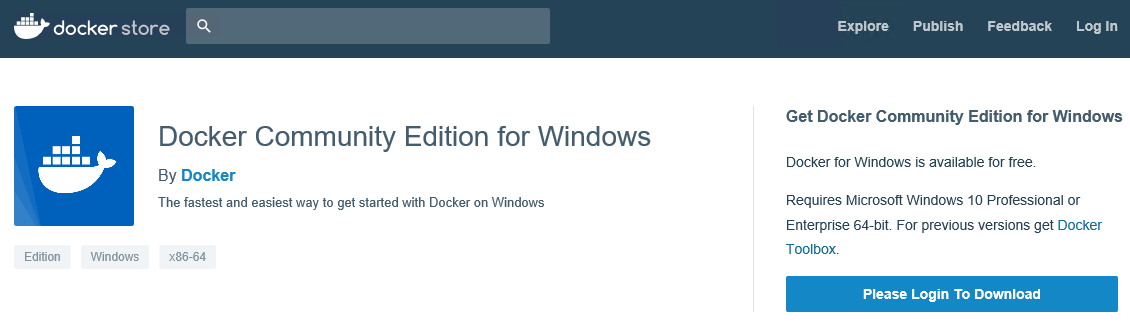 docker store
Explore Publish Feedback Log In
Docker Community Edition for Windows
By Docker
The fastest and easiest way to get started with Docker on Windows
Edition Windows x86-64
Get Docker Community Edition for Windows
Docker for Windows is available for free.
Requires Microsoft Windows 10 Professional or
Enterprise 64-bit. For previous versions get Docker
Toolbox.
Please Login To Download